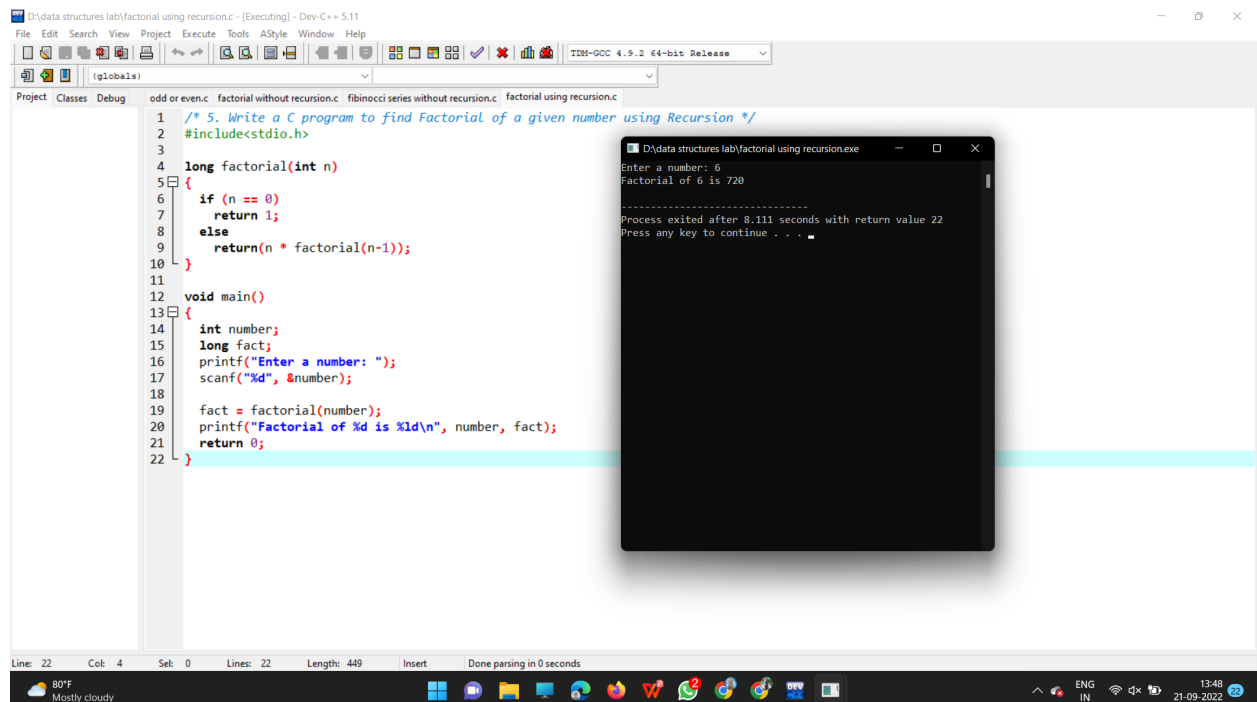 D:\data structures lab\factorial using recursion.c - [Executing] - Dev-C++ 5.11
File Edit Search View Project Execute Tools AStyle Window Help
TDM-GCC 4.9.2 64-bit Release
(globals)
Project Classes Debug
odd or even.c factorial without recursion.c fibinocci series without recursion.c factorial using recursion.c
1 /* 5. Write a C program to find Factorial of a given number using Recursion */
2 #include<stdio.h>
3
4 long factorial(int n)
5 {
6 if (n == 0)
7 return 1;
8 else
9 return(n * factorial(n-1));
10 }
11
12 void main()
13 {
14 int number;
15 long fact;
16 printf("Enter a number: ");
17 scanf("%d", &number);
18
19 fact = factorial(number);
20 printf("Factorial of %d is %ld\n", number, fact);
21 return 0;
22 }
D:\data structures lab\factorial using recursion.exe
Enter a number: 6
Factorial of 6 is 720
--------------------------------
Process exited after 8.111 seconds with return value 22
Press any key to continue . . .
Line: 22 Col: 4 Sel: 0 Lines: 22 Length: 449 Insert Done parsing in 0 seconds
80°F
Mostly cloudy
W
2
DEV
ENG
IN
13:48
21-09-2022
22